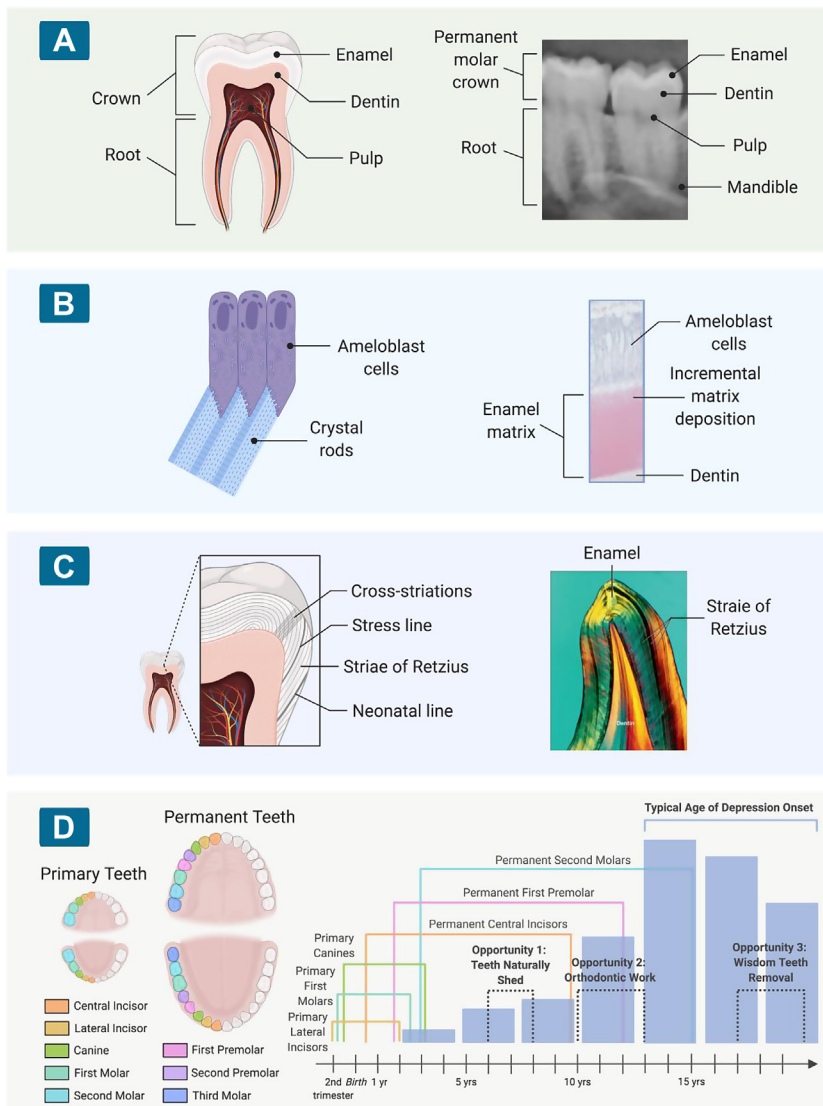 A
Crown
Root
Enamel
Dentin
Pulp
Permanent
molar
crown
Root
Enamel
Dentin
Pulp
Mandible
B
Ameloblast
cells
Crystal
rods
Enamel
matrix
Ameloblast
cells
Incremental
matrix
deposition
Dentin
C
Cross-striations
Stress line
Striae of Retzius
Neonatal line
Enamel
Straie of
Retzius
Dentin
D
Primary Teeth
Permanent Teeth
Central Incisor
Lateral Incisor
Canine
First Molar
Second Molar
First Premolar
Second Premolar
Third Molar
Typical Age of Depression Onset
Permanent Second Molars
Permanent First Premolar
Permanent Central Incisors
Primary
Canines
Primary
First
Molars
Primary
Lateral
Incisors
Opportunity 1:
Teeth Naturally
Shed
Opportunity 2:
Orthodontic Work
Opportunity 3:
Wisdom Teeth
Removal
2nd
trimester
Birth
1 yr
5 yrs
10 yrs
15 yrs